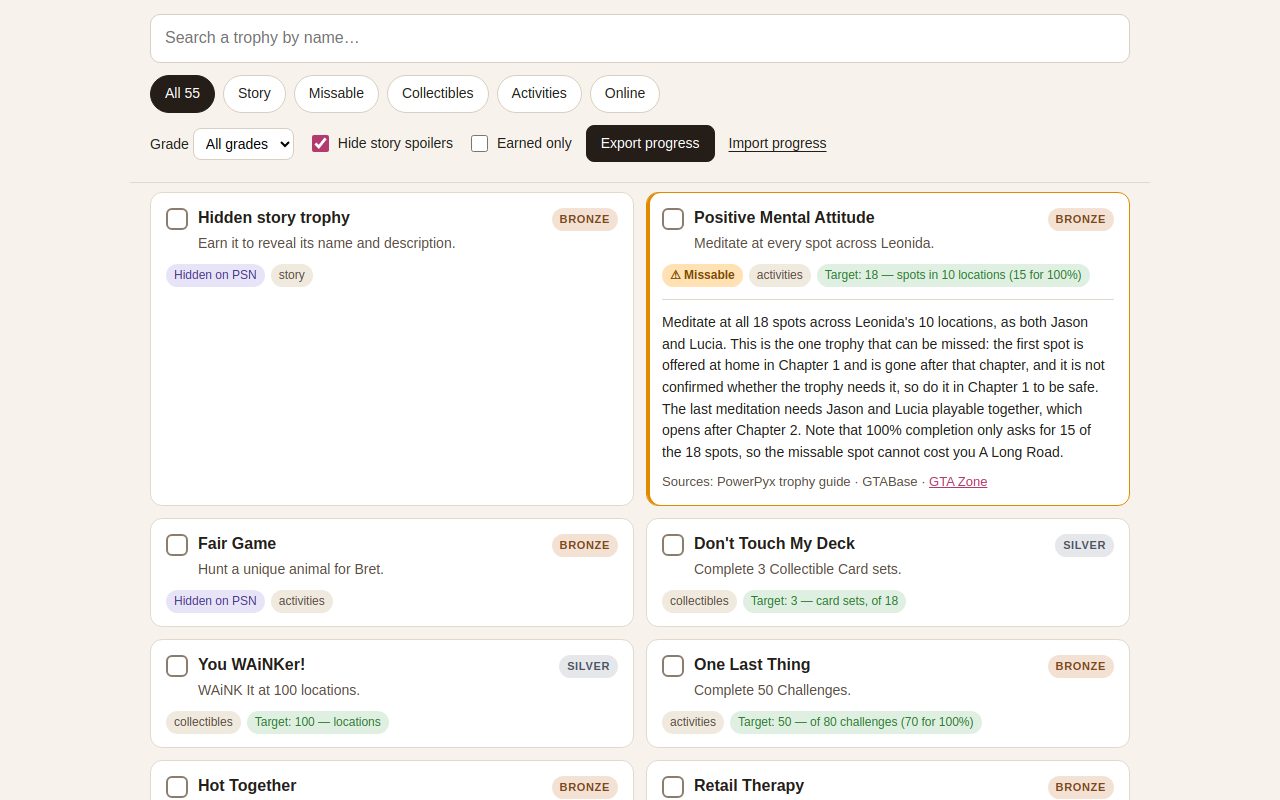 Search a trophy by name…
All 55
Story
Missable
Collectibles
Activities
Online
Grade
All grades
Hide story spoilers
Earned only
Export progress
Import progress
Hidden story trophy
BRONZE
Earn it to reveal its name and description.
Hidden on PSN
story
Positive Mental Attitude
BRONZE
Meditate at every spot across Leonida.
⚠ Missable
activities
Target: 18 — spots in 10 locations (15 for 100%)
Meditate at all 18 spots across Leonida's 10 locations, as both Jason
and Lucia. This is the one trophy that can be missed: the first spot is
offered at home in Chapter 1 and is gone after that chapter, and it is not
confirmed whether the trophy needs it, so do it in Chapter 1 to be safe.
The last meditation needs Jason and Lucia playable together, which
opens after Chapter 2. Note that 100% completion only asks for 15 of
the 18 spots, so the missable spot cannot cost you A Long Road.
Sources: PowerPyx trophy guide · GTABase · GTA Zone
Fair Game
BRONZE
Hunt a unique animal for Bret.
Hidden on PSN
activities
Don't Touch My Deck
SILVER
Complete 3 Collectible Card sets.
collectibles
Target: 3 — card sets, of 18
You WAiNKer!
SILVER
WAiNK It at 100 locations.
collectibles
Target: 100 — locations
One Last Thing
BRONZE
Complete 50 Challenges.
activities
Target: 50 — of 80 challenges (70 for 100%)
Hot Together
BRONZE
Retail Therapy
BRONZE